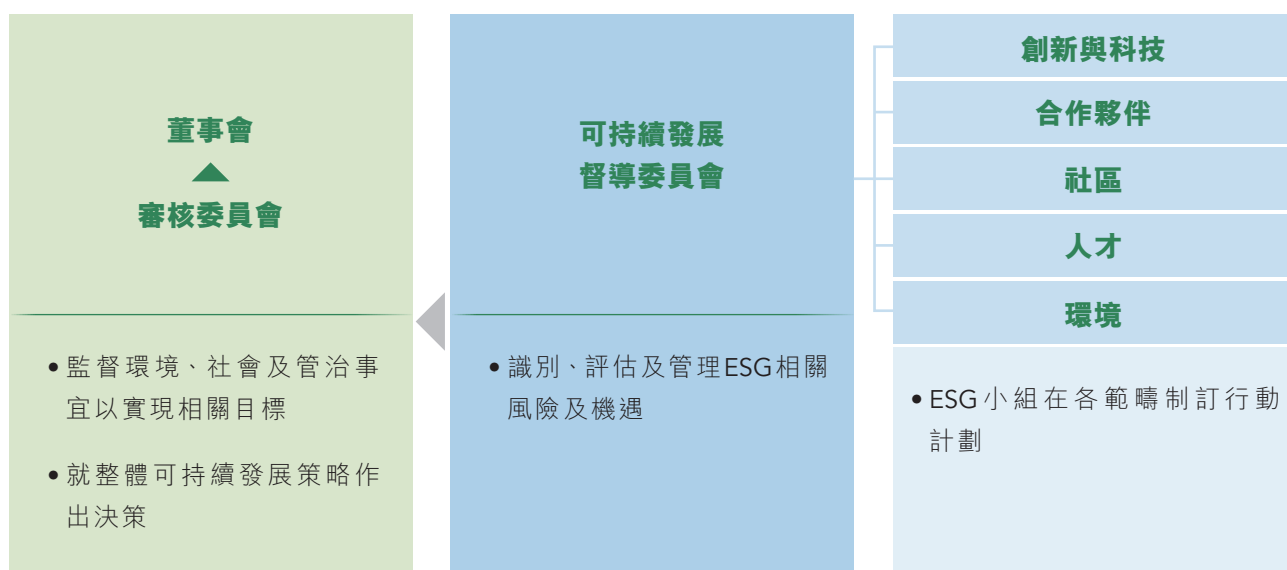 董事會
審核委員會
•監督環境、社會及管治事
宜以實現相關目標
•就整體可持續發展策略作
出決策
可持續發展
督導委員會
•識別、評估及管理ESG相關
風險及機遇
創新與科技
合作夥伴
社區
人才
環境
•ESG小組在各範疇制訂行動
計劃